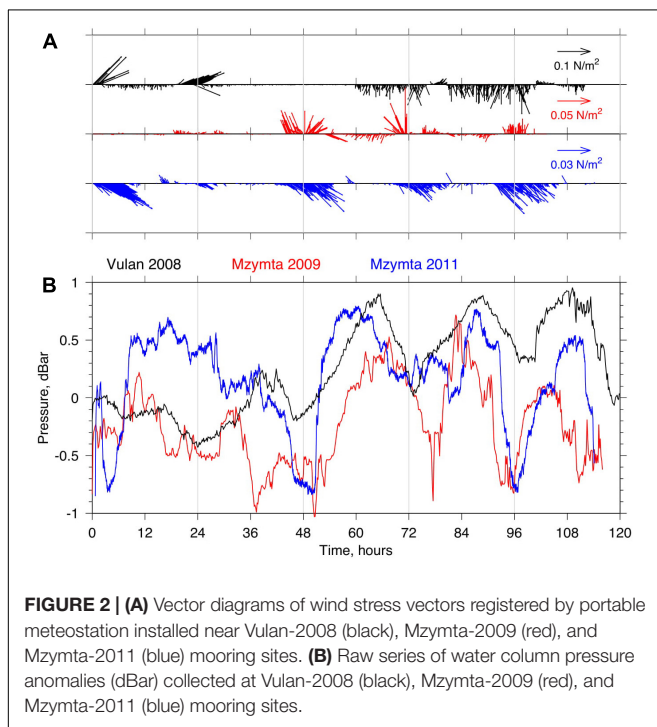 A
0.1 N/m²
0.05 N/m²
0.03 N/m²
Vulan 2008 Mzymta 2009 Mzymta 2011
B
1
0.5
0
-0.5
-1
Pressure, dBar
0 12 24 36 48 60 72 84 96 108 120
Time, hours
FIGURE 2 | (A) Vector diagrams of wind stress vectors registered by portable
meteostation installed near Vulan-2008 (black), Mzymta-2009 (red), and
Mzymta-2011 (blue) mooring sites. (B) Raw series of water column pressure
anomalies (dBar) collected at Vulan-2008 (black), Mzymta-2009 (red), and
Mzymta-2011 (blue) mooring sites.